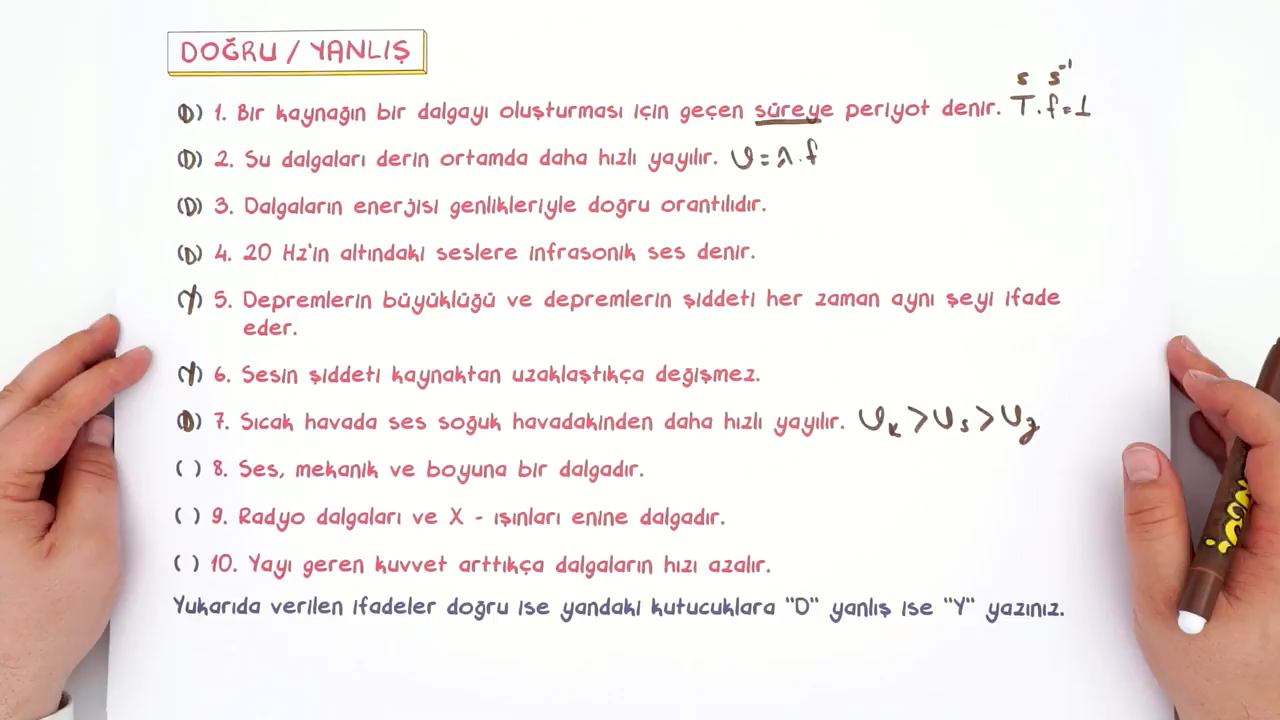 DOĞRU / YANLIŞ
s s⁻¹
(D) 1. Bir kaynağın bir dalgayı oluşturması için geçen süreye periyot denir. T.f=1
(D) 2. Su dalgaları derin ortamda daha hızlı yayılır. υ=λ.f
(D) 3. Dalgaların enerjisi genlikleriyle doğru orantılıdır.
(D) 4. 20 Hz'in altındaki seslere infrasonik ses denir.
(Y) 5. Depremlerin büyüklüğü ve depremlerin şiddeti her zaman aynı şeyi ifade
eder.
(Y) 6. Sesin şiddeti kaynaktan uzaklaştıkça değişmez.
(D) 7. Sıcak havada ses soğuk havadakinden daha hızlı yayılır. υk > υs > υg
( ) 8. Ses, mekanik ve boyuna bir dalgadır.
( ) 9. Radyo dalgaları ve X - ışınları enine dalgadır.
( ) 10. Yayı geren kuvvet arttıkça dalgaların hızı azalır.
Yukarıda verilen ifadeler doğru ise yandaki kutucuklara "D" yanlış ise "Y" yazınız.